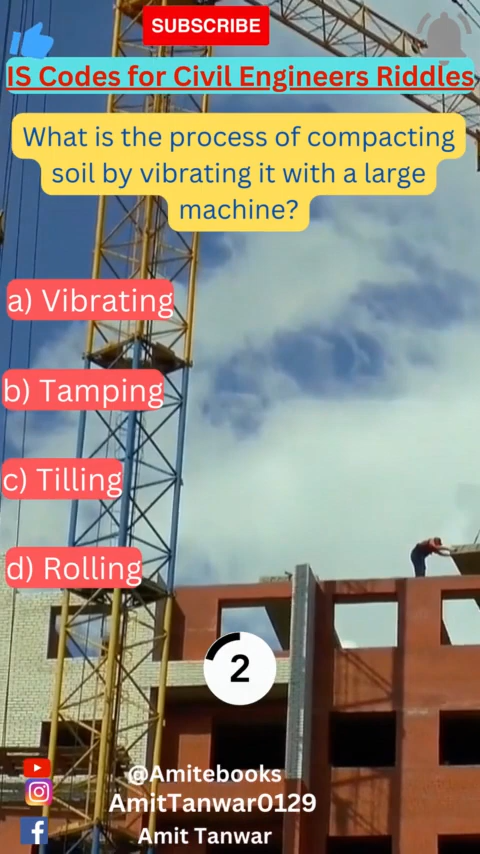 SUBSCRIBE
IS Codes for Civil Engineers Riddles
What is the process of compacting
soil by vibrating it with a large
machine?
a) Vibrating
b) Tamping
c) Tilling
d) Rolling
2
@Amitebooks
AmitTanwar0129
Amit Tanwar